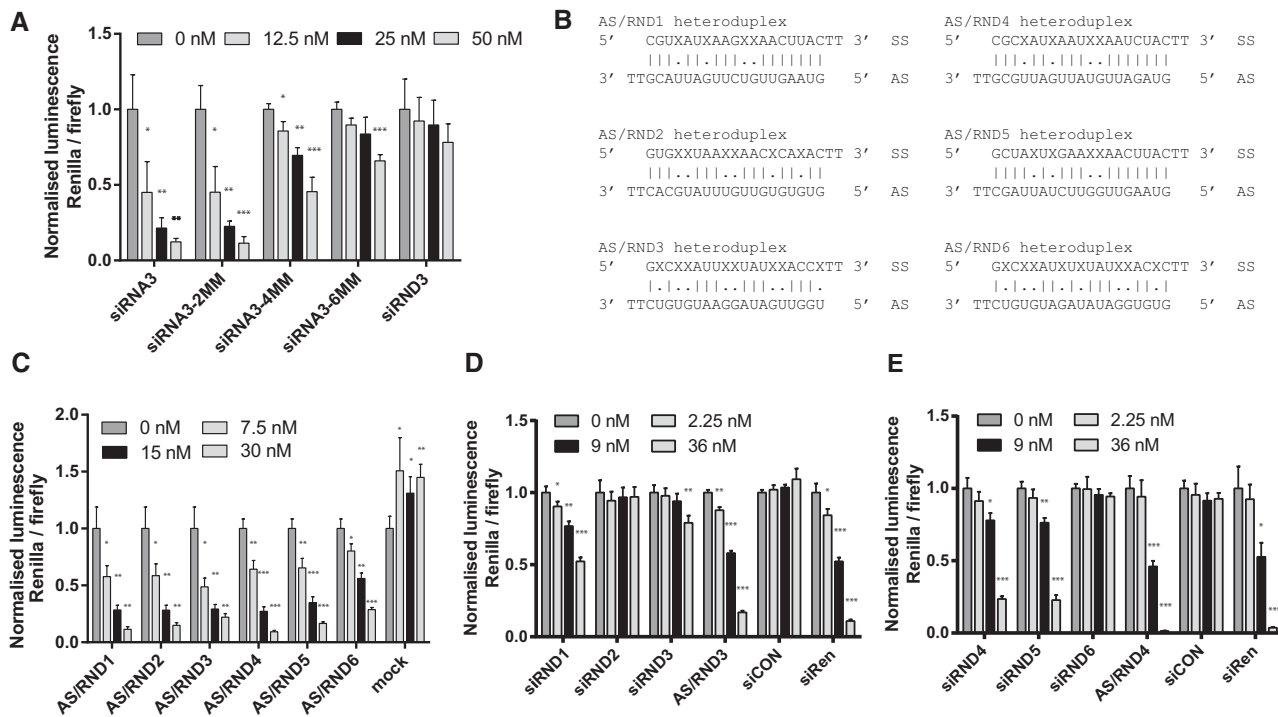 A
Normalised luminescence
Renilla / firefly
1.5
1.0
0.5
0.0
0 nM
12.5 nM
25 nM
50 nM
* ** **
* ** ***
* ** ***
***
siRNA3
siRNA3-2MM
siRNA3-4MM
siRNA3-6MM
siRND3
B
AS/RND1 heteroduplex
5′ CGUXAUXAAGXXAACUUACTT 3′ SS
|||.||.|||..|||||||
3′ TTGCAUUAGUUCUGUUGAAUG 5′ AS
AS/RND2 heteroduplex
5′ GUGXXUAAXXAACXCAXACTT 3′ SS
|||..|||..|||.||.||
3′ TTCACGUAUUUGUUGUGUGUG 5′ AS
AS/RND3 heteroduplex
5′ GXCXXAUUXXUAUXXACCXTT 3′ SS
|.|..|||..|||..|||.
3′ TTCUGUGUAAGGAUAGUUGGU 5′ AS
AS/RND4 heteroduplex
5′ CGCXAUXAAUXXAAUCUACTT 3′ SS
|||.||.|||..|||||||
3′ TTGCGUUAGUUAUGUUAGAUG 5′ AS
AS/RND5 heteroduplex
5′ GCUAXUXGAAXXAACUUACTT 3′ SS
||||.|.|||..|||||||
3′ TTCGAUUAUCUUGGUUGAAUG 5′ AS
AS/RND6 heteroduplex
5′ GXCXXAUXUXUAUXXACXCTT 3′ SS
|.|..||.|.|||..||.|
3′ TTCUGUGUAGAUAUAGGUGUG 5′ AS
C
Normalised luminescence
Renilla / firefly
2.0
1.5
1.0
0.5
0.0
0 nM
7.5 nM
15 nM
30 nM
* ** **
* ** **
* ** **
** *** ***
** *** ***
* ** ***
* * **
AS/RND1
AS/RND2
AS/RND3
AS/RND4
AS/RND5
AS/RND6
mock
D
Normalised luminescence
Renilla / firefly
1.5
1.0
0.5
0.0
0 nM
2.25 nM
9 nM
36 nM
* ** ***
**
** *** ***
* *** ***
siRND1
siRND2
siRND3
AS/RND3
siCON
siRen
E
Normalised luminescence
Renilla / firefly
1.5
1.0
0.5
0.0
0 nM
2.25 nM
9 nM
36 nM
* ***
** ***
*** ***
* ***
siRND4
siRND5
siRND6
AS/RND4
siCON
siRen